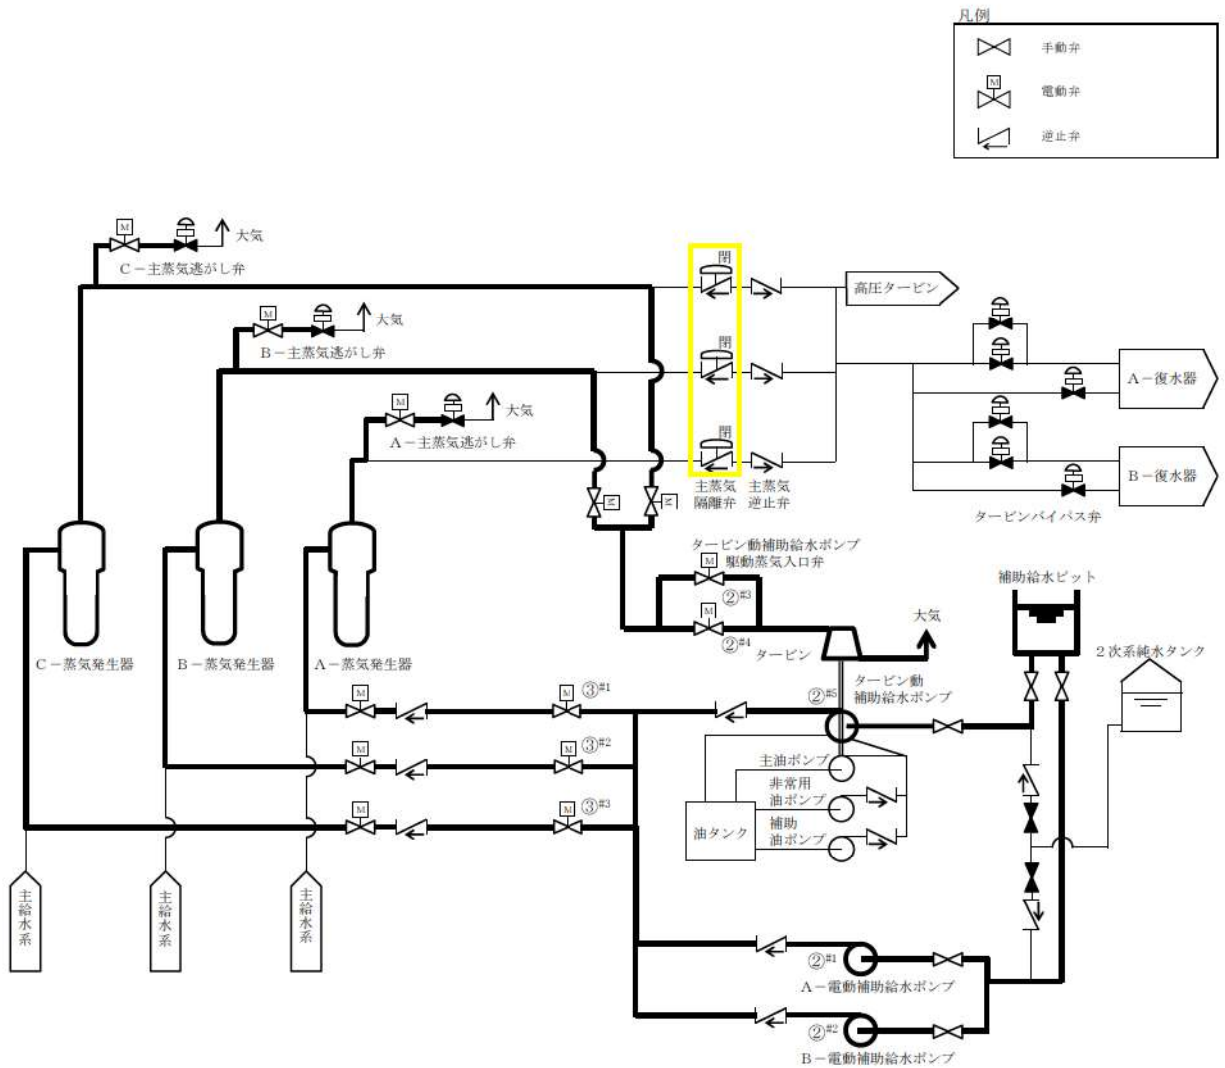 凡例
手動弁
M
電動弁
逆止弁
M
大気
C－主蒸気逃がし弁
M
大気
B－主蒸気逃がし弁
M
大気
A－主蒸気逃がし弁
閉
閉
閉
主蒸気
隔離弁
主蒸気
逆止弁
高圧タービン
A－復水器
B－復水器
タービンバイパス弁
M
M
タービン動補助給水ポンプ
駆動蒸気入口弁
M
②#3
M
②#4
タービン
大気
補助給水ピット
2次系純水タンク
C－蒸気発生器
B－蒸気発生器
A－蒸気発生器
タービン動
補助給水ポンプ
②#5
M
M
③#1
M
M
③#2
M
M
③#3
主油ポンプ
非常用
油ポンプ
補助
油ポンプ
油タンク
主給水系
主給水系
主給水系
②#1
A－電動補助給水ポンプ
②#2
B－電動補助給水ポンプ